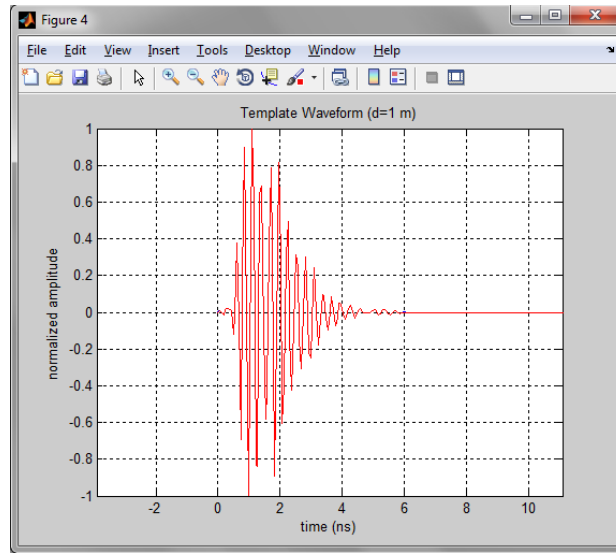 Figure 4
File Edit View Insert Tools Desktop Window Help
Template Waveform (d=1 m)
1
0.8
0.6
0.4
0.2
0
-0.2
-0.4
-0.6
-0.8
-1
normalized amplitude
-2 0 2 4 6 8 10
time (ns)